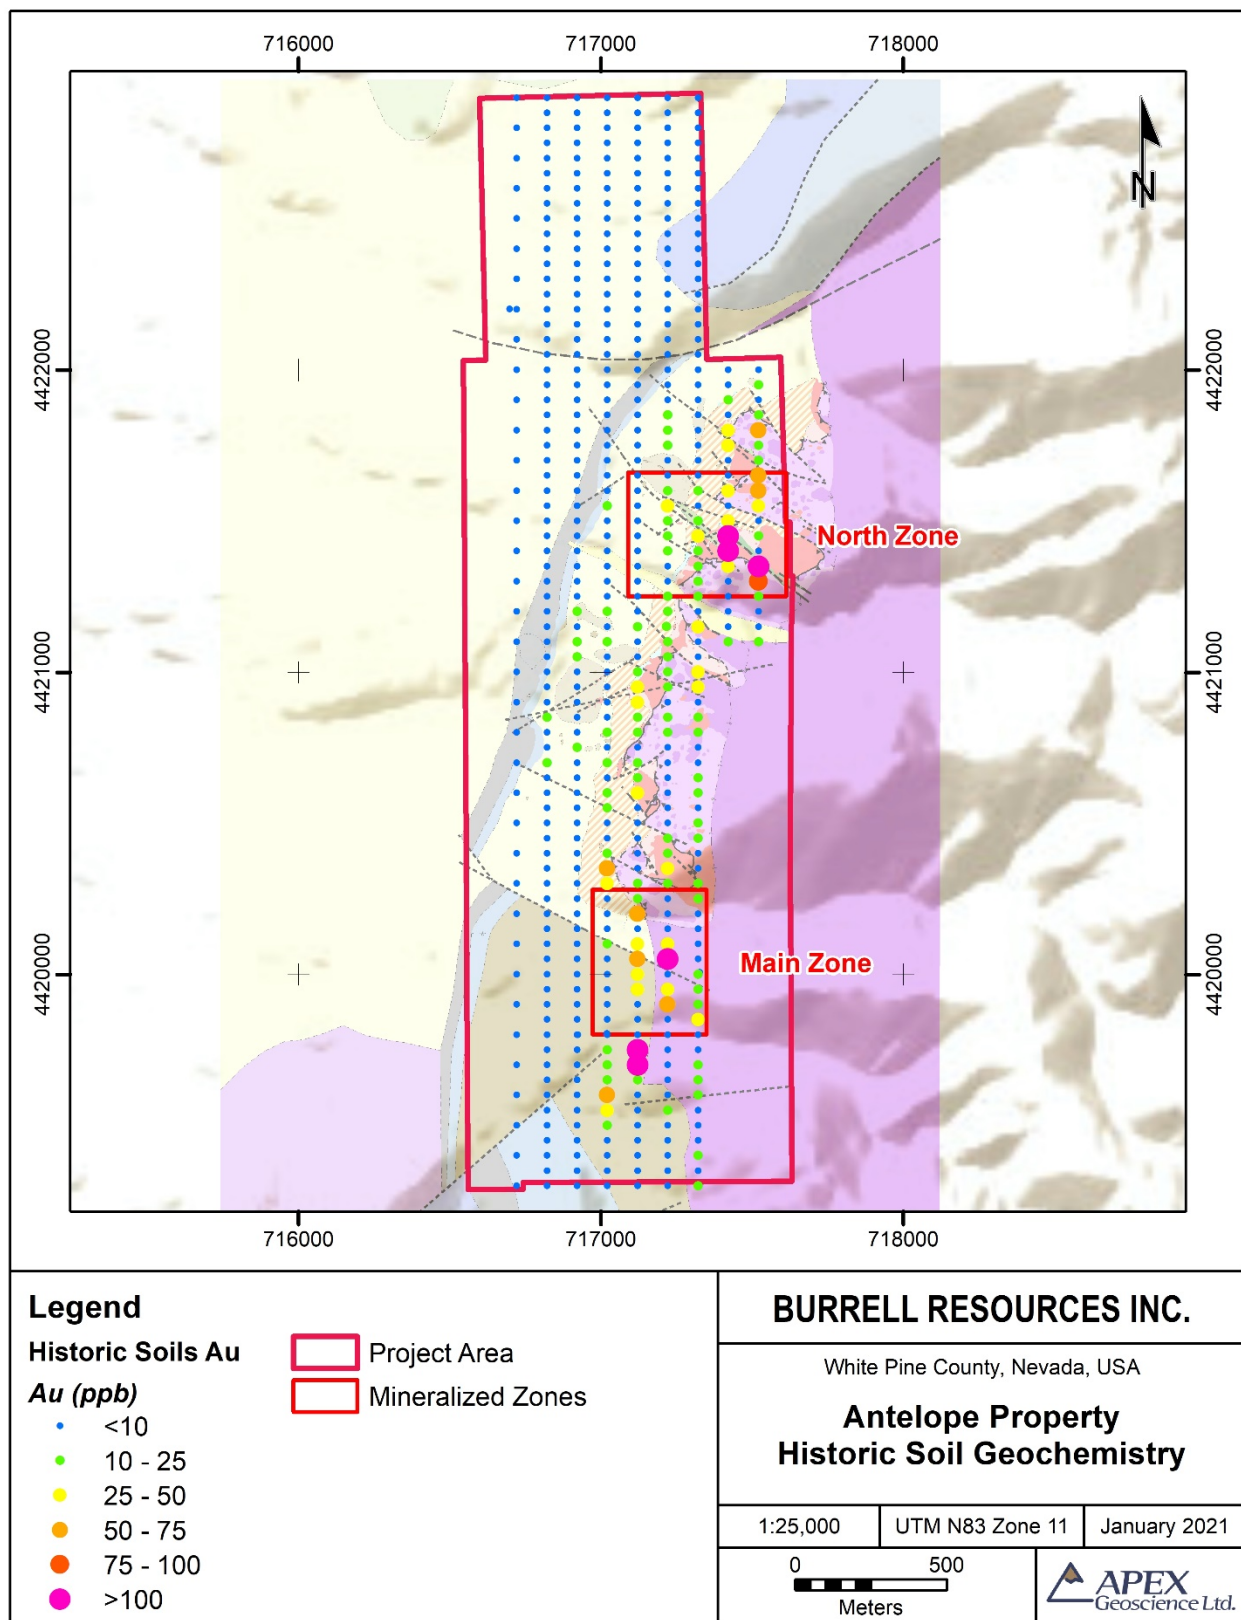 716000
717000
718000
4422000
4422000
N
North Zone
4421000
4421000
4420000
4420000
Main Zone
716000
717000
718000
Legend
Historic Soils Au
Au (ppb)
<10
10 - 25
25 - 50
50 - 75
75 - 100
>100
Project Area
Mineralized Zones
BURRELL RESOURCES INC.
White Pine County, Nevada, USA
Antelope Property
Historic Soil Geochemistry
1:25,000
UTM N83 Zone 11
January 2021
0 500
Meters
APEX
Geoscience Ltd.